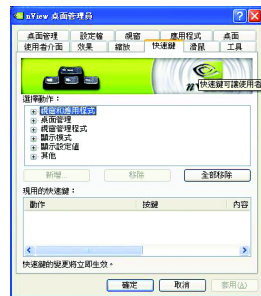 nView 桌面管理員
桌面管理 設定檔 視窗 應用程式 桌面
使用者介面 效果 縮放 快速鍵 滑鼠 工具
快速鍵可讓使用者
選擇動作：
視窗和應用程式
桌面管理
視窗管理程式
顯示模式
顯示設定值
其他
新增... 移除 全部移除
現用的快速鍵：
動作 按鍵 內容
快速鍵的變更將立即生效。
確定 取消 套用(A)